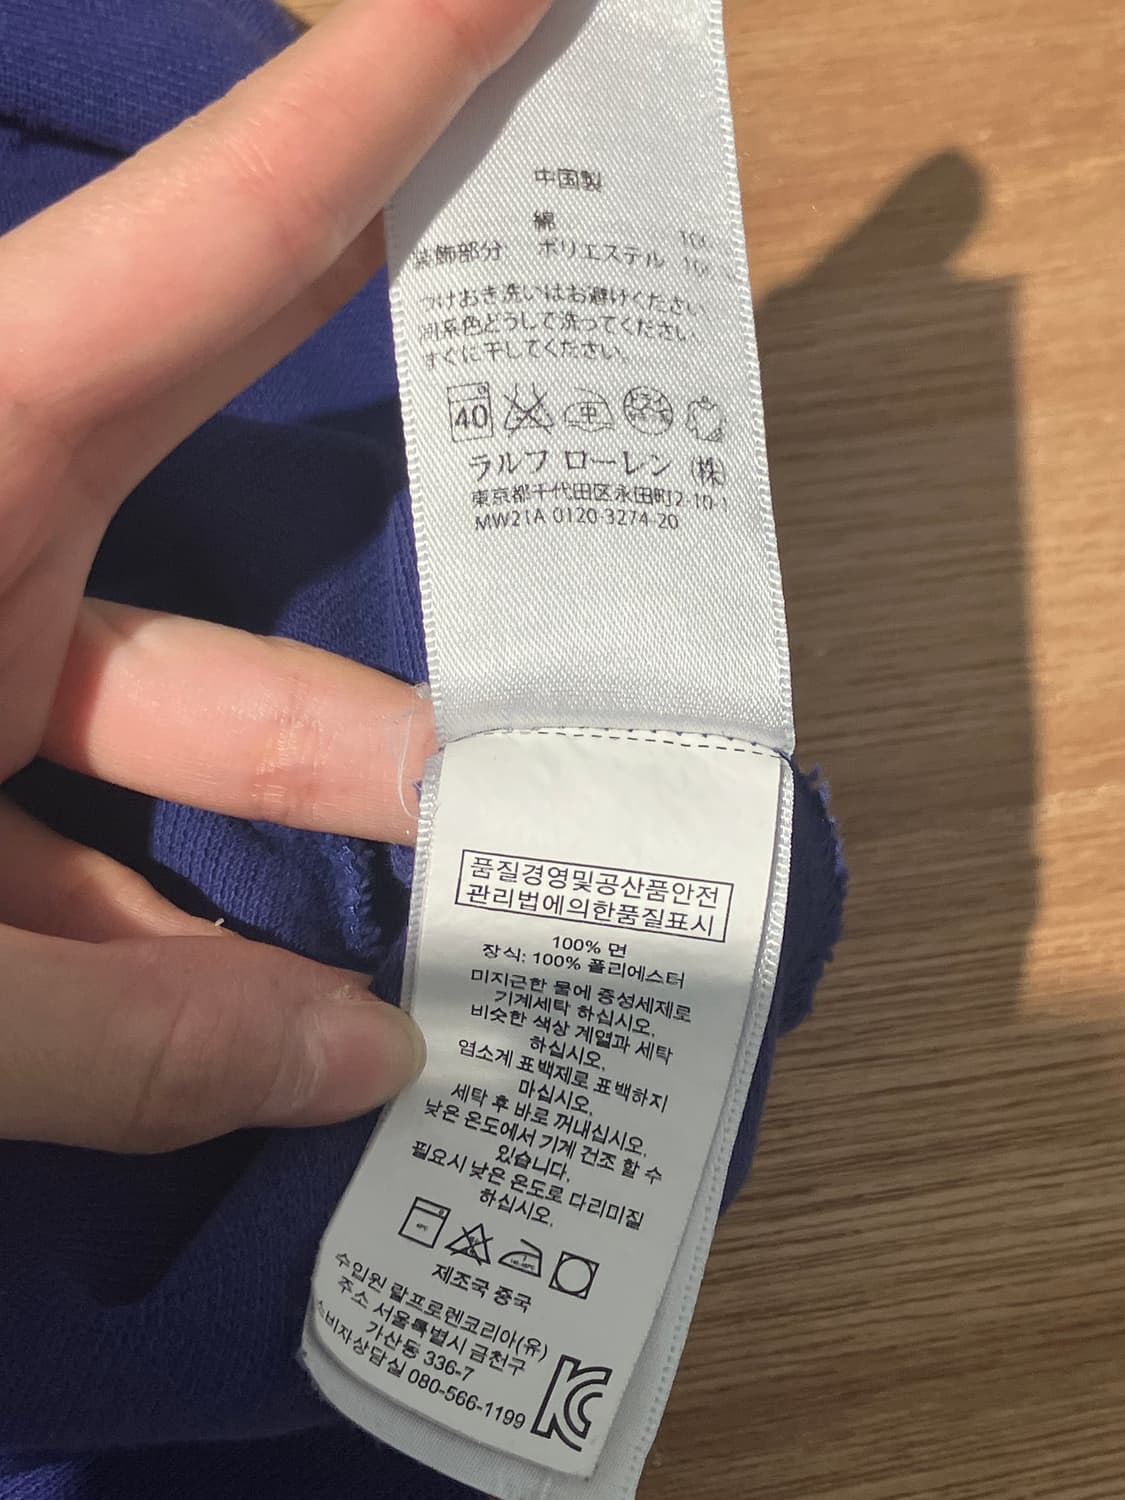 中国製
綿
装飾部分 ポリエステル
つけおき洗いはお避けください
同系色どうしで洗ってください
すぐに干してください。
40 中
ラルフ ローレン (株)
東京都千代田区永田町2-10-1
MW21A 0120-3274-20
품질경영및공산품안전
관리법에의한품질표시
100% 면
장식: 100% 폴리에스터
미지근한 물에 중성세제로
기계세탁 하십시오.
비슷한 색상 계열과 세탁
하십시오.
염소계 표백제로 표백하지
마십시오.
세탁 후 바로 꺼내십시오.
낮은 온도에서 기계 건조 할 수
있습니다.
필요시 낮은 온도로 다리미질
하십시오.
제조국 중국
수입원 랄프로렌코리아(유)
주소 서울특별시 금천구
가산동 336-7
소비자상담실 080-566-1199